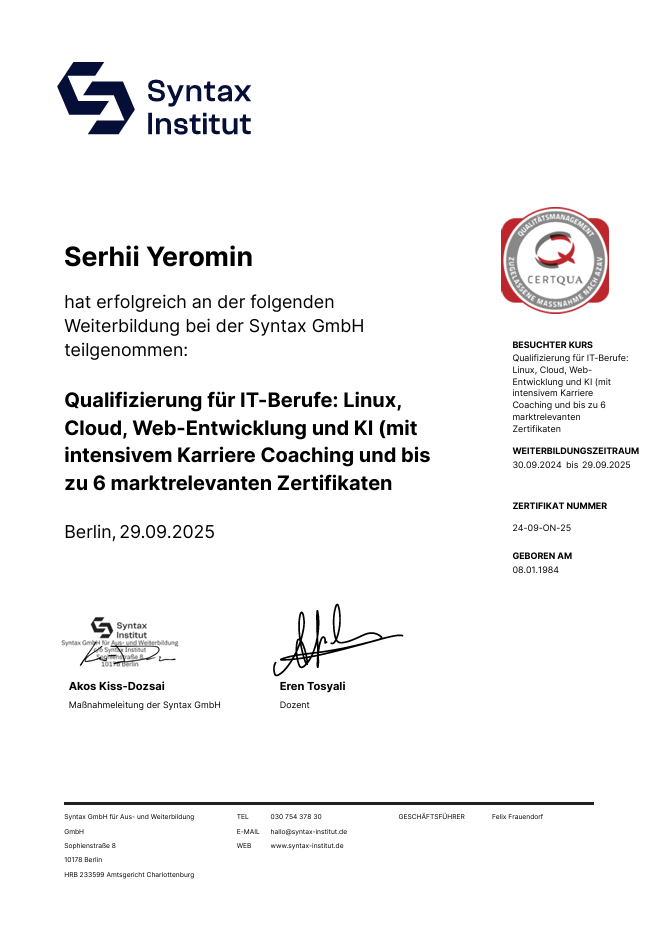 Syntax
Institut
Serhii Yeromin
hat erfolgreich an der folgenden
Weiterbildung bei der Syntax GmbH
teilgenommen:
Qualifizierung für IT-Berufe: Linux,
Cloud, Web-Entwicklung und KI (mit
intensivem Karriere Coaching und bis
zu 6 marktrelevanten Zertifikaten
Berlin, 29.09.2025
QUALITÄTSMANAGEMENT
CERTQUA
ZUGELASSENE MASSNAHME NACH AZAV
BESUCHTER KURS
Qualifizierung für IT-Berufe:
Linux, Cloud, Web-
Entwicklung und KI (mit
intensivem Karriere
Coaching und bis zu 6
marktrelevanten
Zertifikaten
WEITERBILDUNGSZEITRAUM
30.09.2024 bis 29.09.2025
ZERTIFIKAT NUMMER
24-09-ON-25
GEBOREN AM
08.01.1984
Syntax
Institut
Syntax GmbH für Aus- und Weiterbildung
c/o Syntax Institut
Sophienstraße 8
10178 Berlin
Akos Kiss-Dozsai
Maßnahmeleitung der Syntax GmbH
Eren Tosyali
Dozent
Syntax GmbH für Aus- und Weiterbildung
GmbH
Sophienstraße 8
10178 Berlin
HRB 233599 Amtsgericht Charlottenburg
TEL 030 754 378 30
E-MAIL hallo@syntax-institut.de
WEB www.syntax-institut.de
GESCHÄFTSFÜHRER Felix Frauendorf